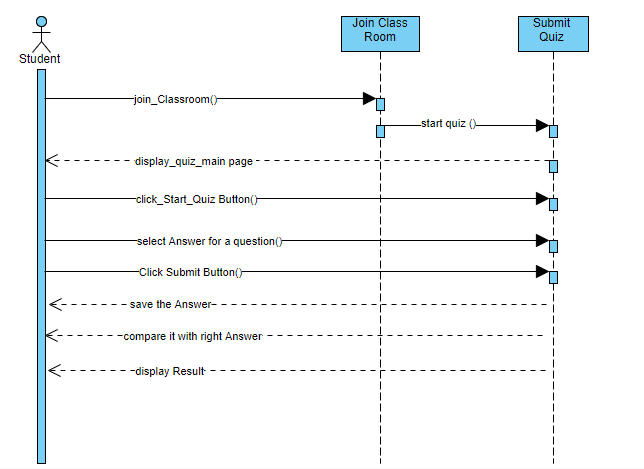 Student
Join Class
Room
Submit
Quiz
join_Classroom()
start quiz ()
display_quiz_main page
click_Start_Quiz Button()
select Answer for a question()
Click Submit Button()
save the Answer
compare it with right Answer
display Result